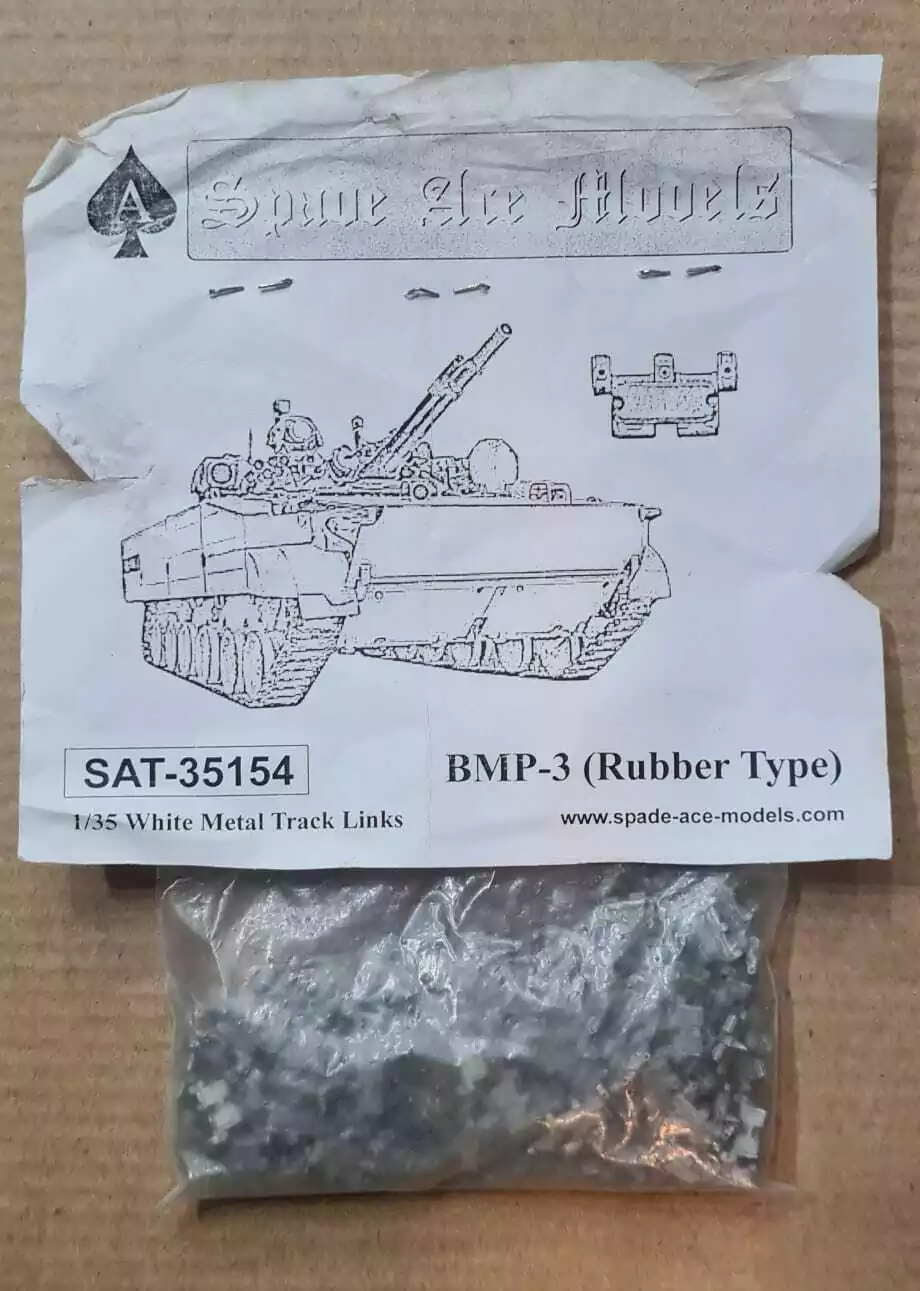 A
Spade Ace Models
SAT-35154
BMP-3 (Rubber Type)
1/35 White Metal Track Links
www.spade-ace-models.com